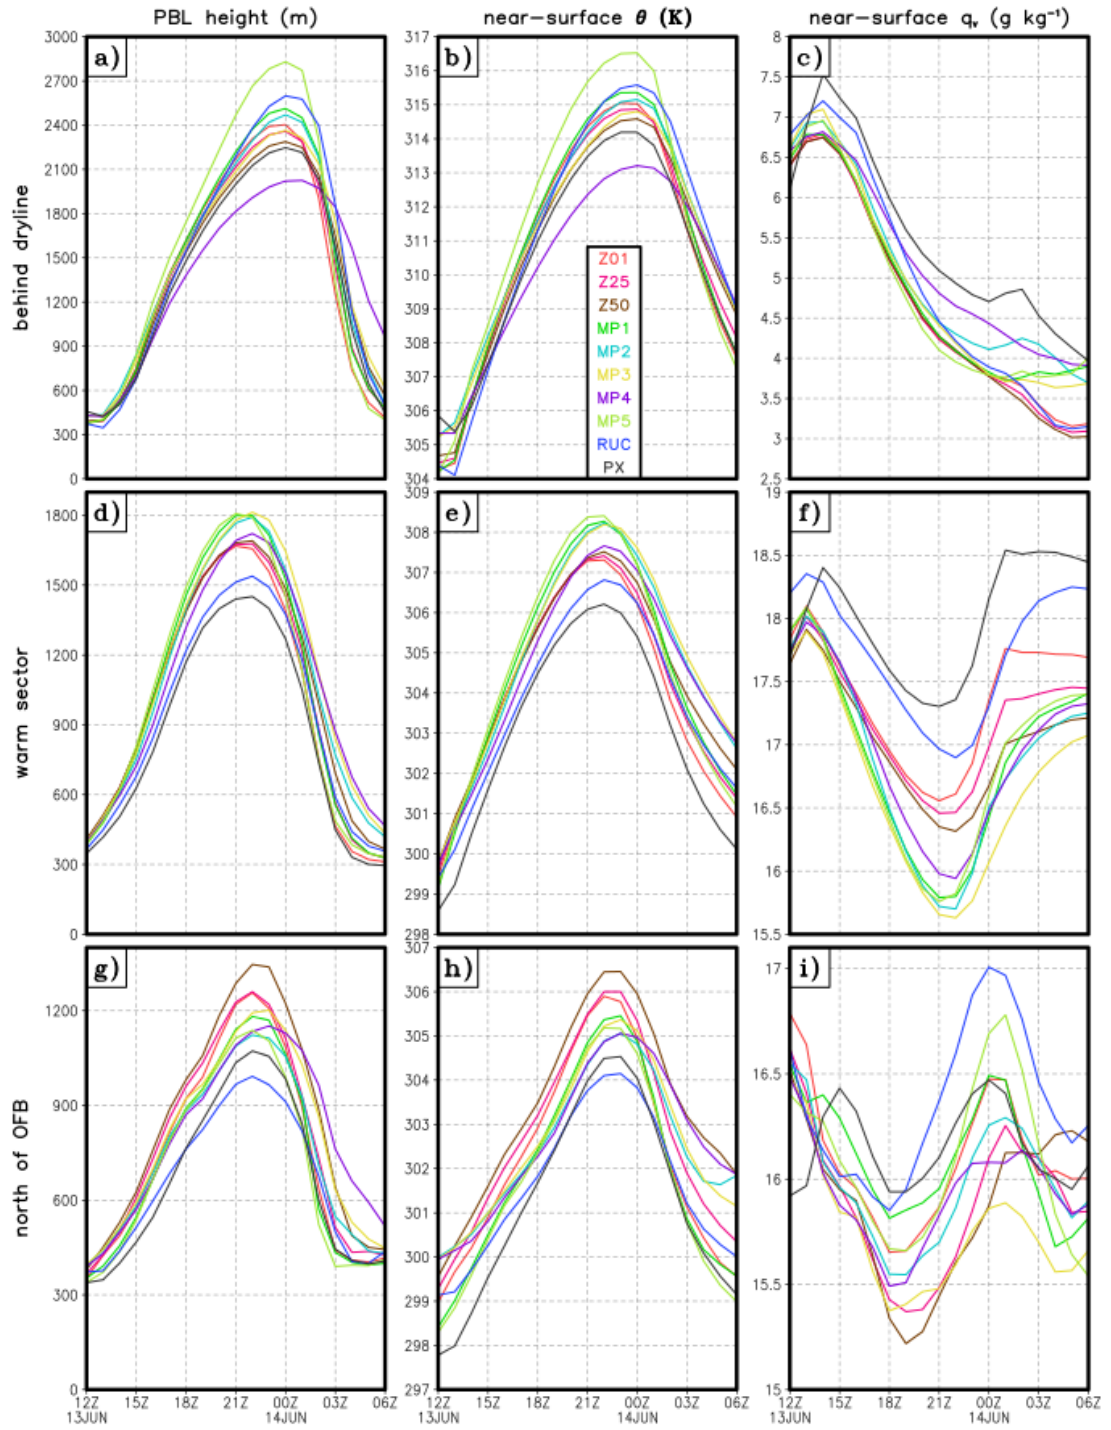 PBL height (m)
near-surface θ (K)
near-surface qᵥ (g kg⁻¹)
behind dryline
a)
3000
2700
2400
2100
1800
1500
1200
900
600
300
0
b)
317
316
315
314
313
312
311
310
309
308
307
306
305
304
Z01
Z25
Z50
MP1
MP2
MP3
MP4
MP5
RUC
PX
c)
8
7.5
7
6.5
6
5.5
5
4.5
4
3.5
3
2.5
warm sector
d)
1800
1500
1200
900
600
300
0
e)
309
308
307
306
305
304
303
302
301
300
299
298
f)
19
18.5
18
17.5
17
16.5
16
15.5
north of OFB
g)
1200
900
600
300
0
h)
307
306
305
304
303
302
301
300
299
298
297
i)
17
16.5
16
15.5
15
12Z 15Z 18Z 21Z 00Z 03Z 06Z
13JUN 14JUN
12Z 15Z 18Z 21Z 00Z 03Z 06Z
13JUN 14JUN
12Z 15Z 18Z 21Z 00Z 03Z 06Z
13JUN 14JUN